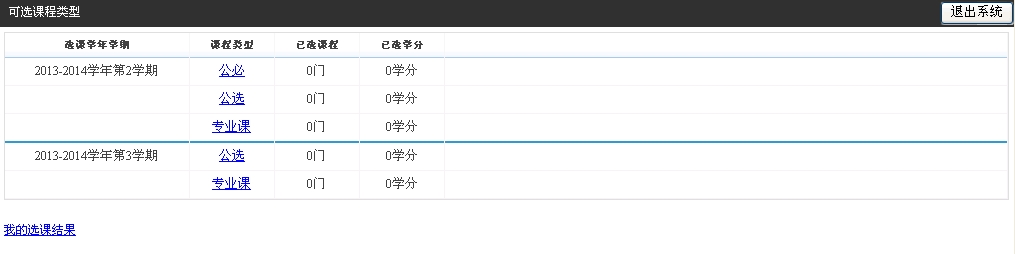 可选课程类型 退出系统
选课学年学期 课程类型 已选课程 已选学分
2013-2014学年第2学期 公必 0门 0学分
公选 0门 0学分
专业课 0门 0学分
2013-2014学年第3学期 公选 0门 0学分
专业课 0门 0学分
我的选课结果